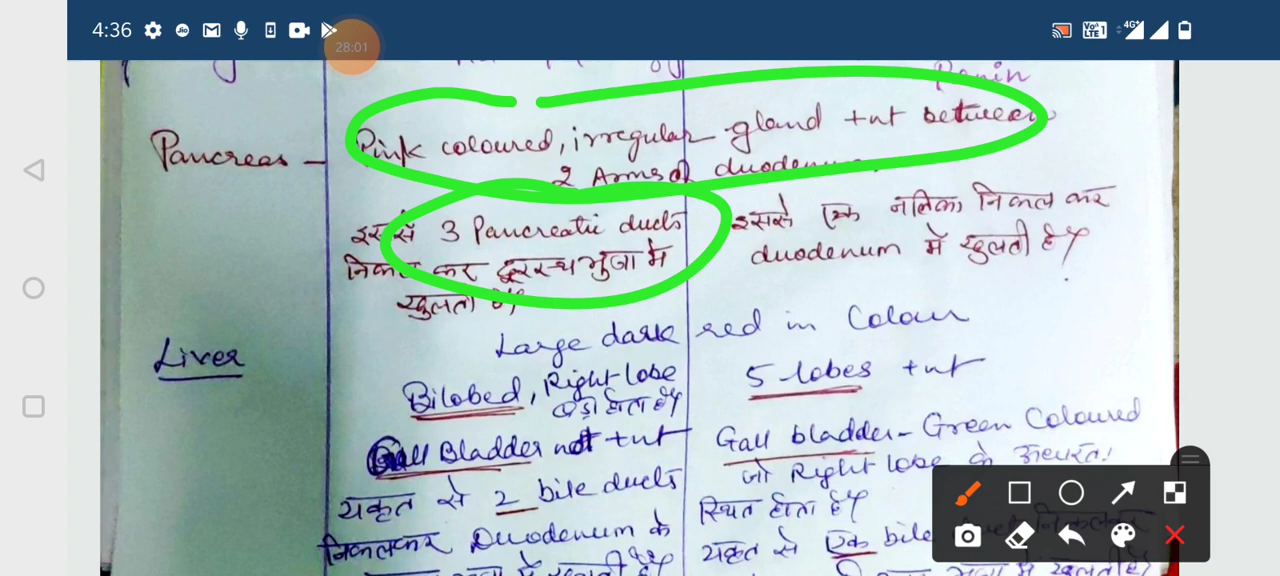 4:36
28:01
Pancreas – Pink coloured, irregular gland +nt between
2 Arms of duodenum
इससे 3 Pancreatic ducts
निकल कर दूरस्थ भुजा में
खुलती है।
इससे एक नलिका निकल कर
duodenum में खुलती है।
Liver
Large dark red in Colour
Bilobed, Right lobe
बड़ा होता है।
5 lobes +nt
Gall Bladder not +nt
Gall bladder – Green Coloured
जो Right lobe के
स्थित होता है।
यकृत से 2 bile ducts
निकलकर Duodenum के
यकृत से एक bile